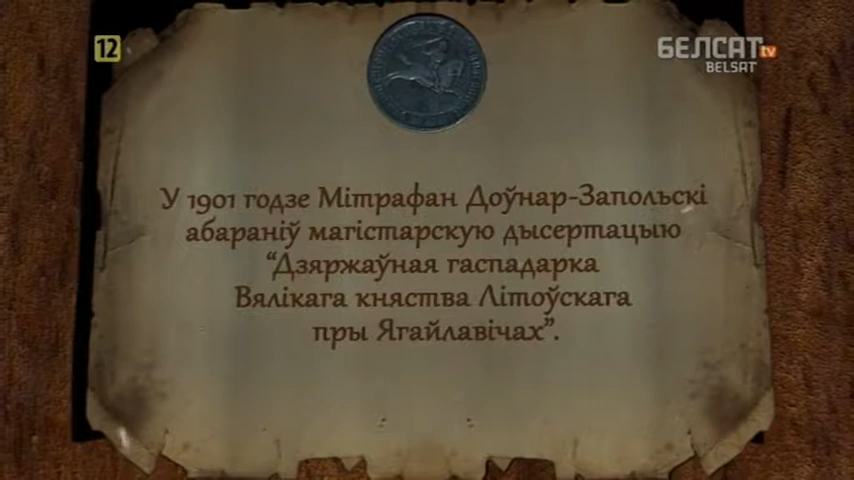 12
БЕЛСАТ tv
BELSAT
У 1901 годзе Мітрафан Доўнар-Запольскі
абараніў магістарскую дысертацыю
“Дзяржаўная гаспадарка
Вялікага княства Літоўскага
пры Ягайлавічах”.